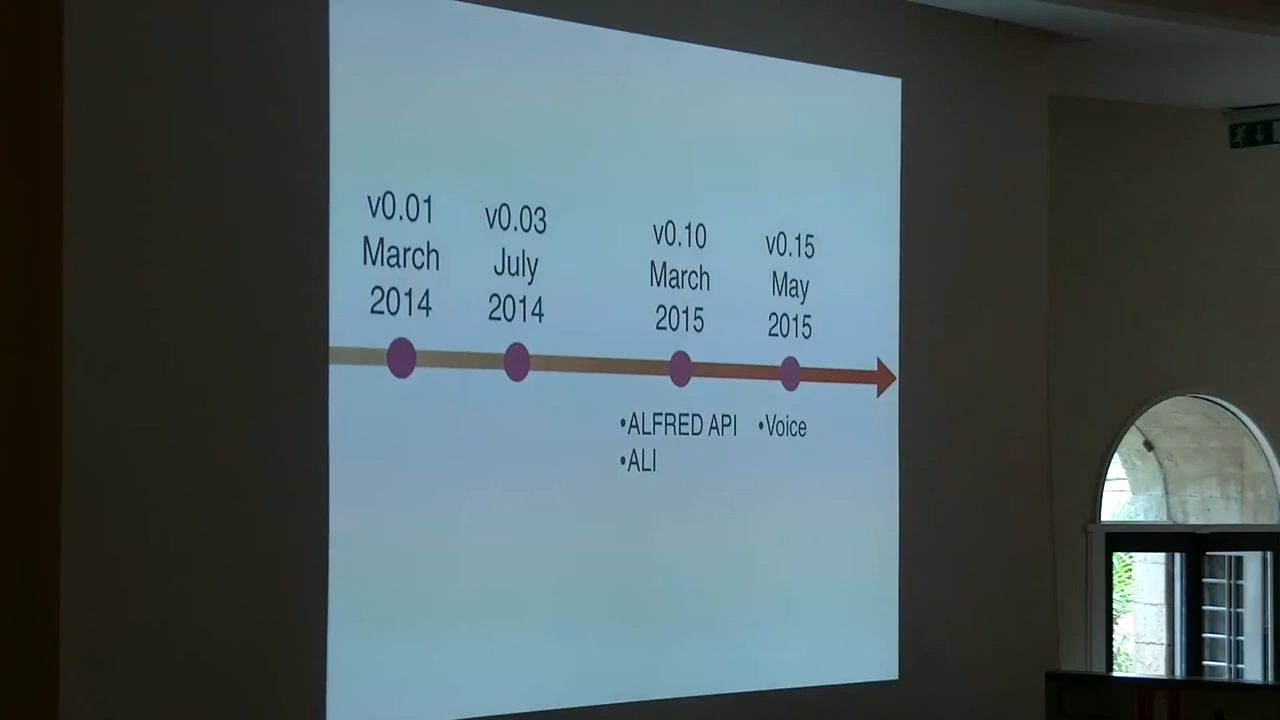 v0.01
March
2014
v0.03
July
2014
v0.10
March
2015
v0.15
May
2015
•ALFRED API
•ALI
•Voice